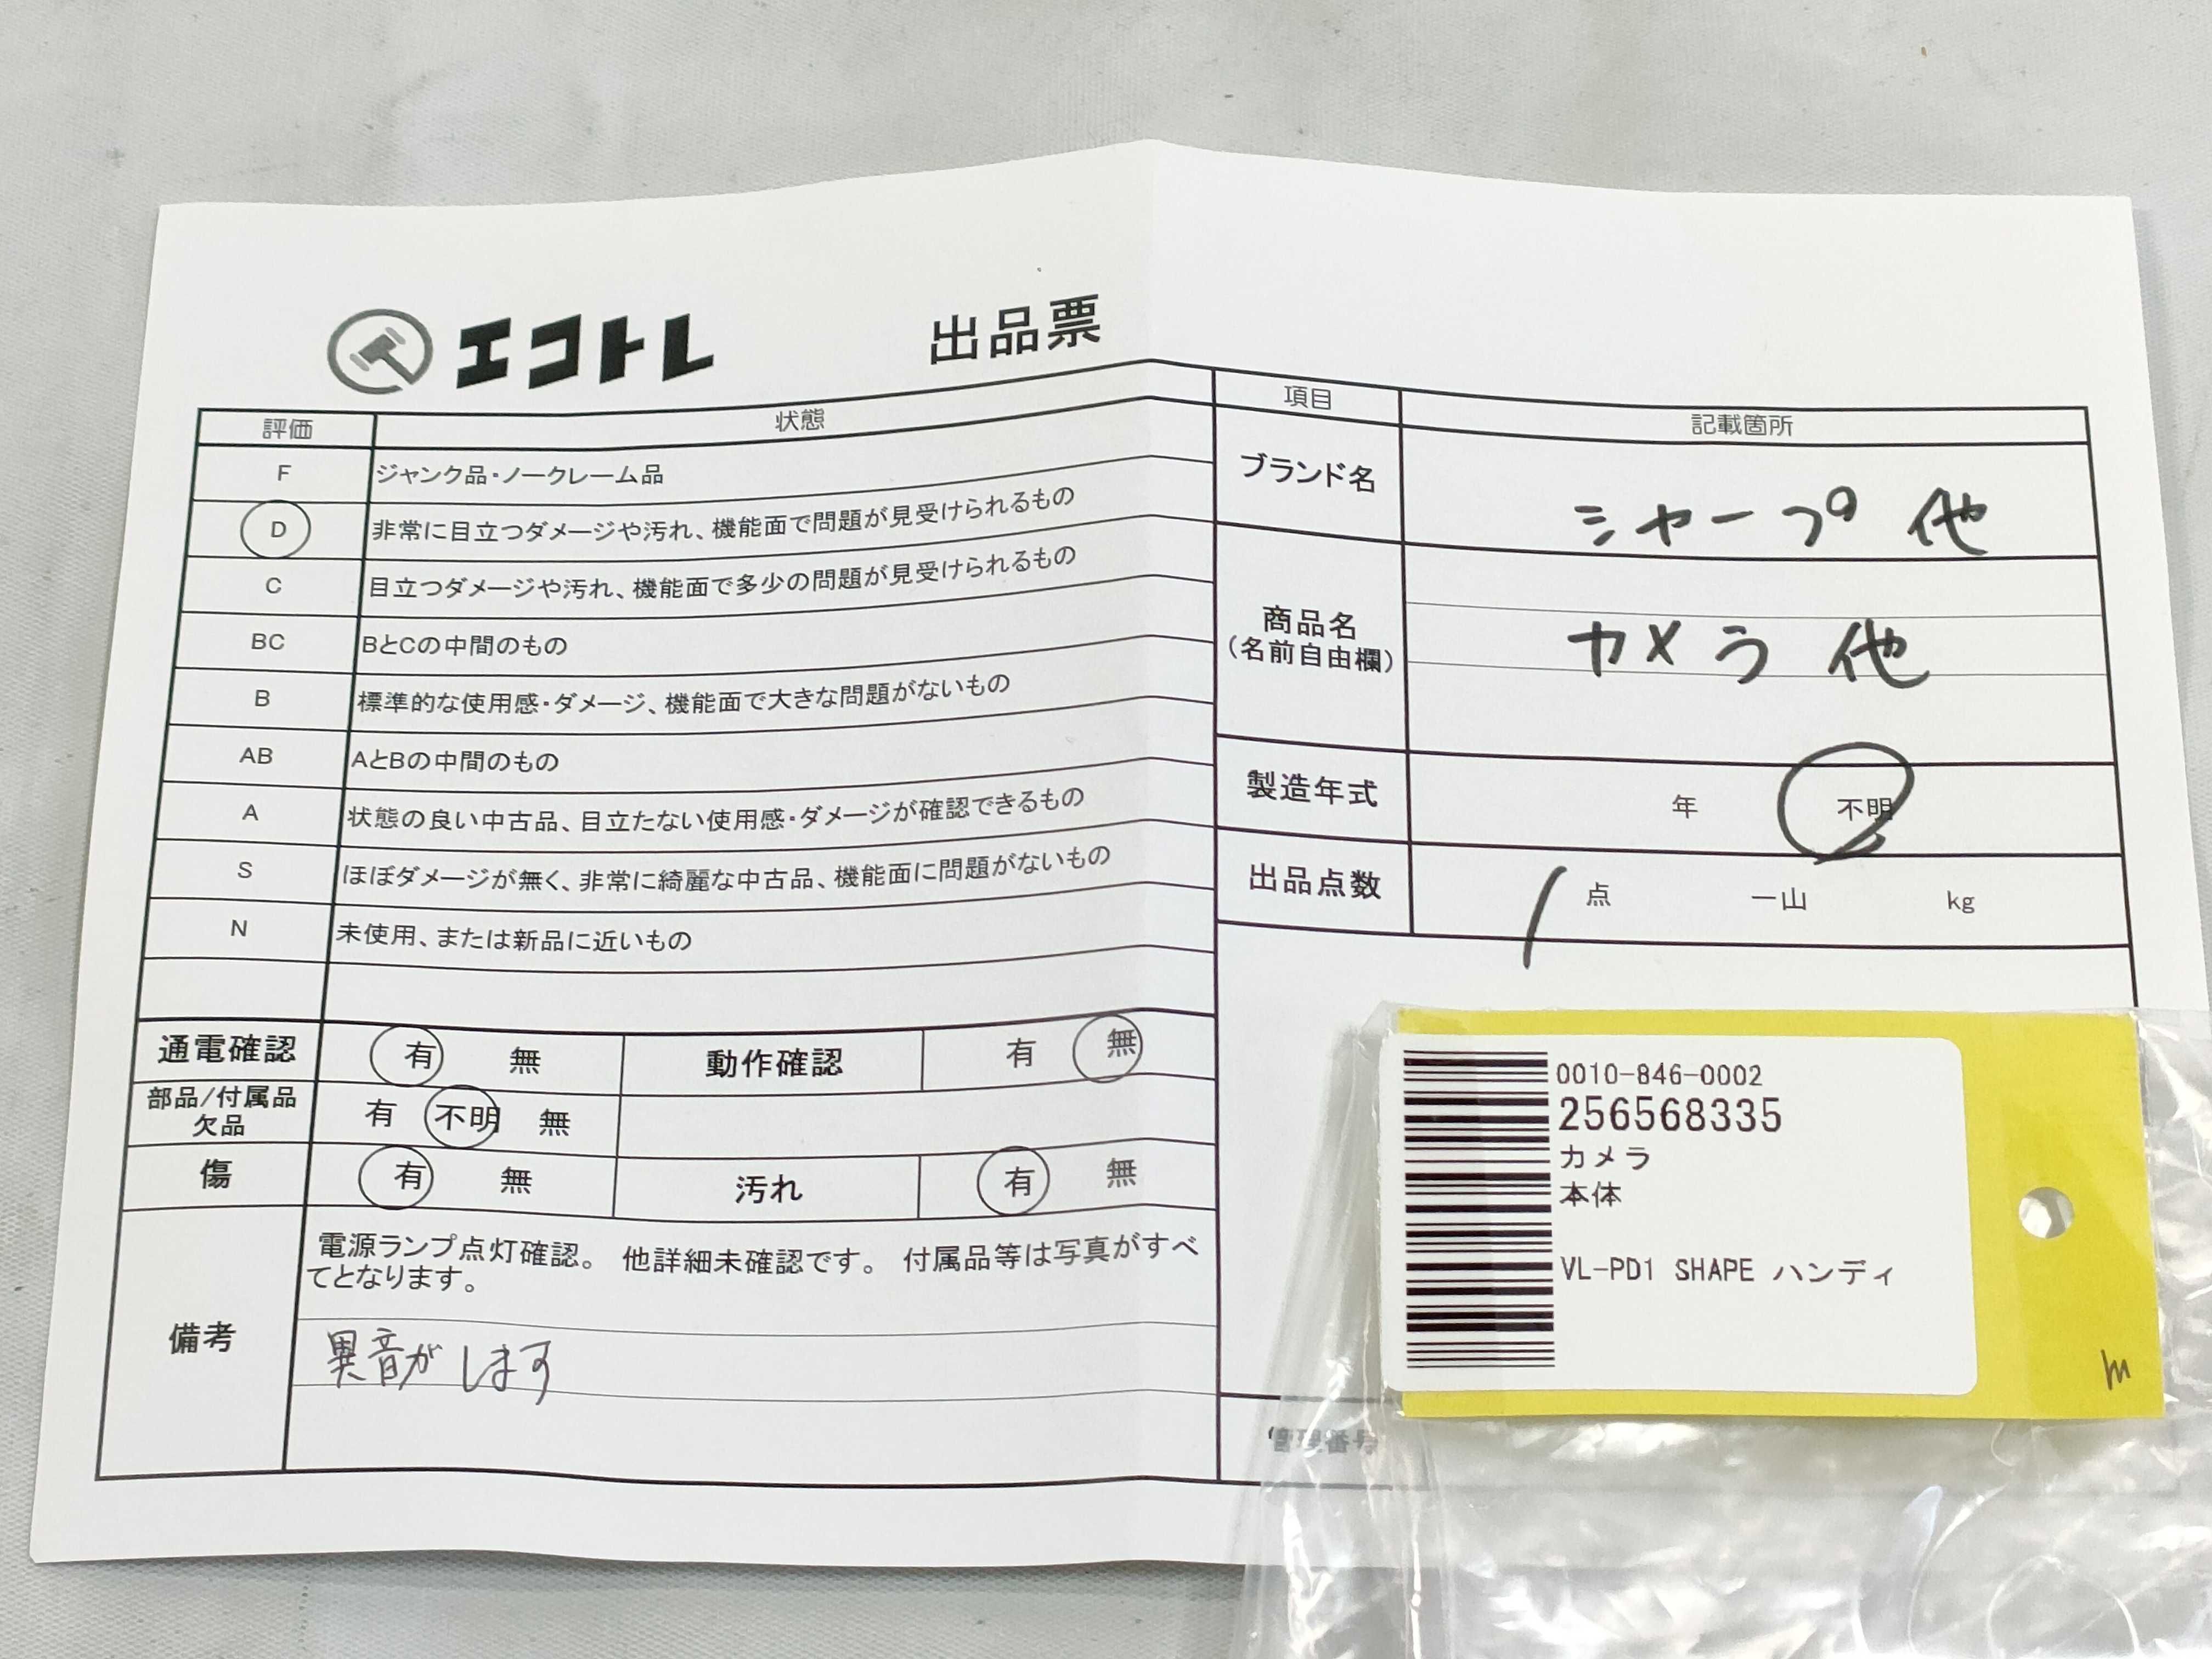 エコトレ 出品票
評価 状態
F ジャンク品・ノークレーム品
D 非常に目立つダメージや汚れ、機能面で問題が見受けられるもの
C 目立つダメージや汚れ、機能面で多少の問題が見受けられるもの
BC BとCの中間のもの
B 標準的な使用感・ダメージ、機能面で大きな問題がないもの
AB AとBの中間のもの
A 状態の良い中古品、目立たない使用感・ダメージが確認できるもの
S ほぼダメージが無く、非常に綺麗な中古品、機能面に問題がないもの
N 未使用、または新品に近いもの
通電確認 有 無 動作確認 有 無
部品/付属品
欠品 有 不明 無
傷 有 無 汚れ 有 無
備考
電源ランプ点灯確認。 他詳細未確認です。 付属品等は写真がすべ
てとなります。
異音がします
項目 記載箇所
ブランド名 シャープ 他
商品名
(名前自由欄) カメラ 他
製造年式 年 不明
出品点数 1 点 一山 kg
0010-846-0002
256568335
カメラ
本体
VL-PD1 SHAPE ハンディ